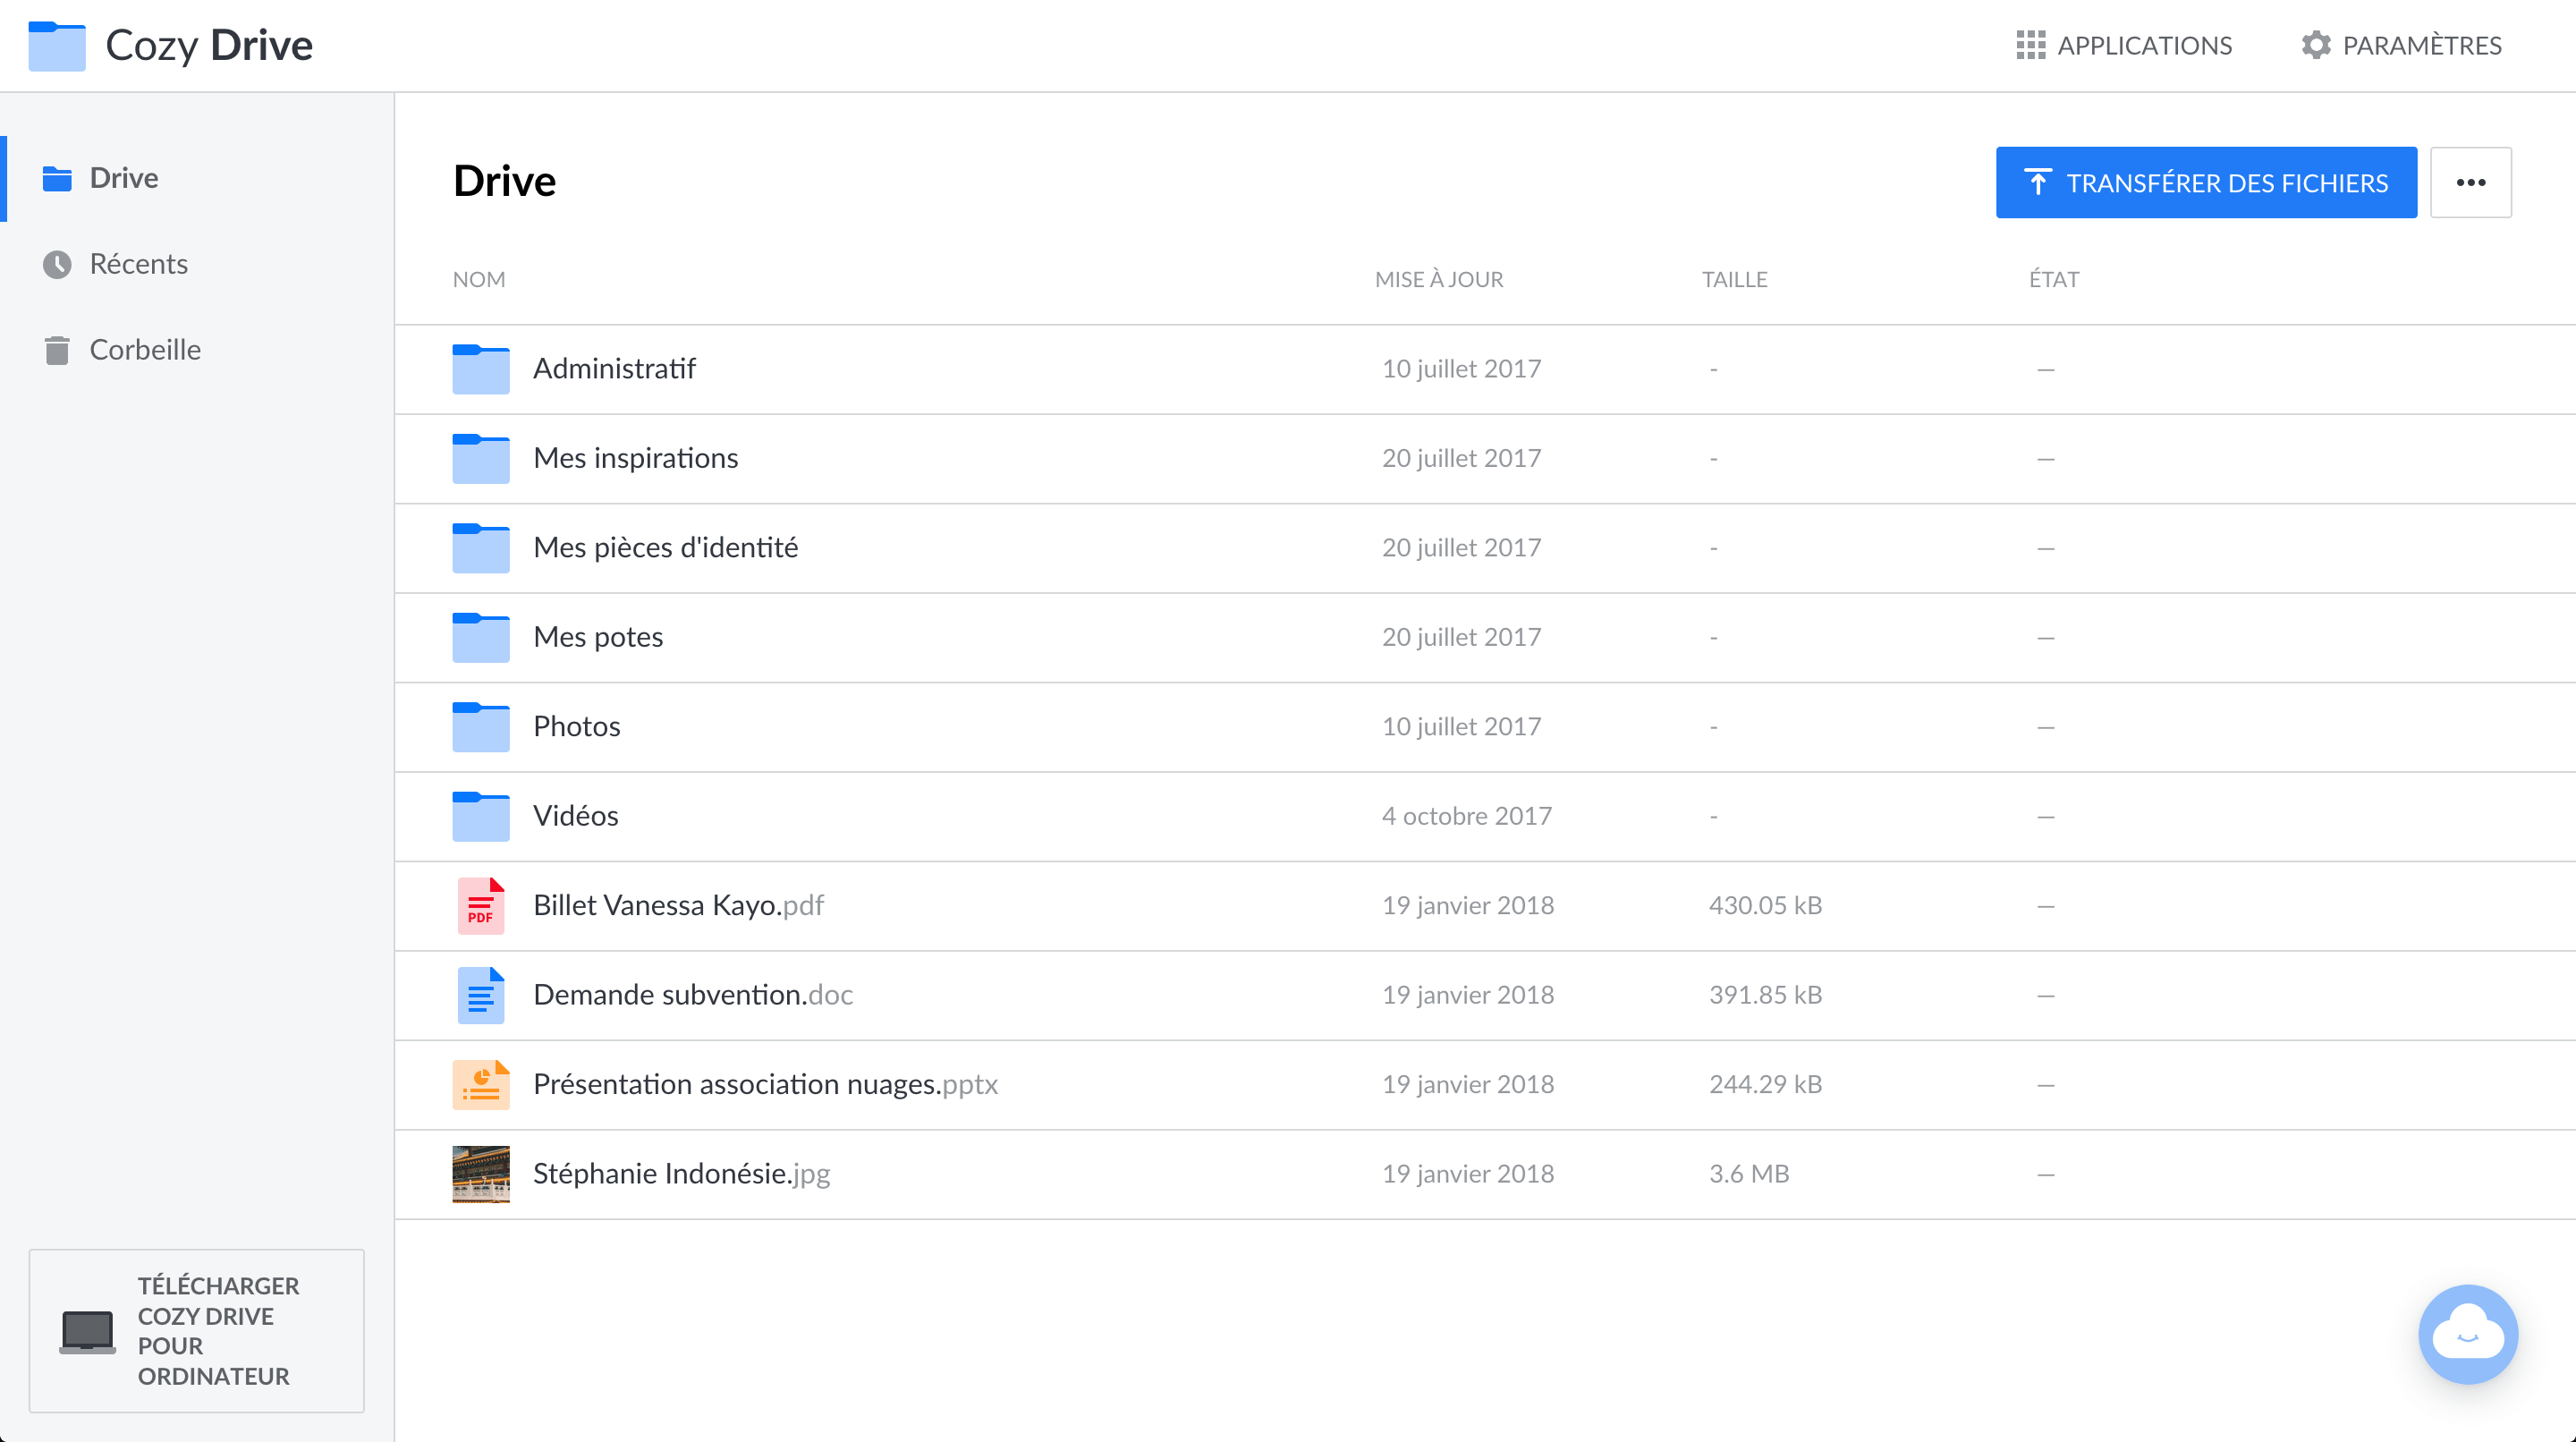 Cozy Drive
APPLICATIONS
PARAMÈTRES
Drive
Récents
Corbeille
TÉLÉCHARGER
COZY DRIVE
POUR
ORDINATEUR
Drive
TRANSFÉRER DES FICHIERS
NOM MISE À JOUR TAILLE ÉTAT
Administratif 10 juillet 2017 - —
Mes inspirations 20 juillet 2017 - —
Mes pièces d'identité 20 juillet 2017 - —
Mes potes 20 juillet 2017 - —
Photos 10 juillet 2017 - —
Vidéos 4 octobre 2017 - —
PDF Billet Vanessa Kayo.pdf 19 janvier 2018 430.05 kB —
Demande subvention.doc 19 janvier 2018 391.85 kB —
Présentation association nuages.pptx 19 janvier 2018 244.29 kB —
Stéphanie Indonésie.jpg 19 janvier 2018 3.6 MB —